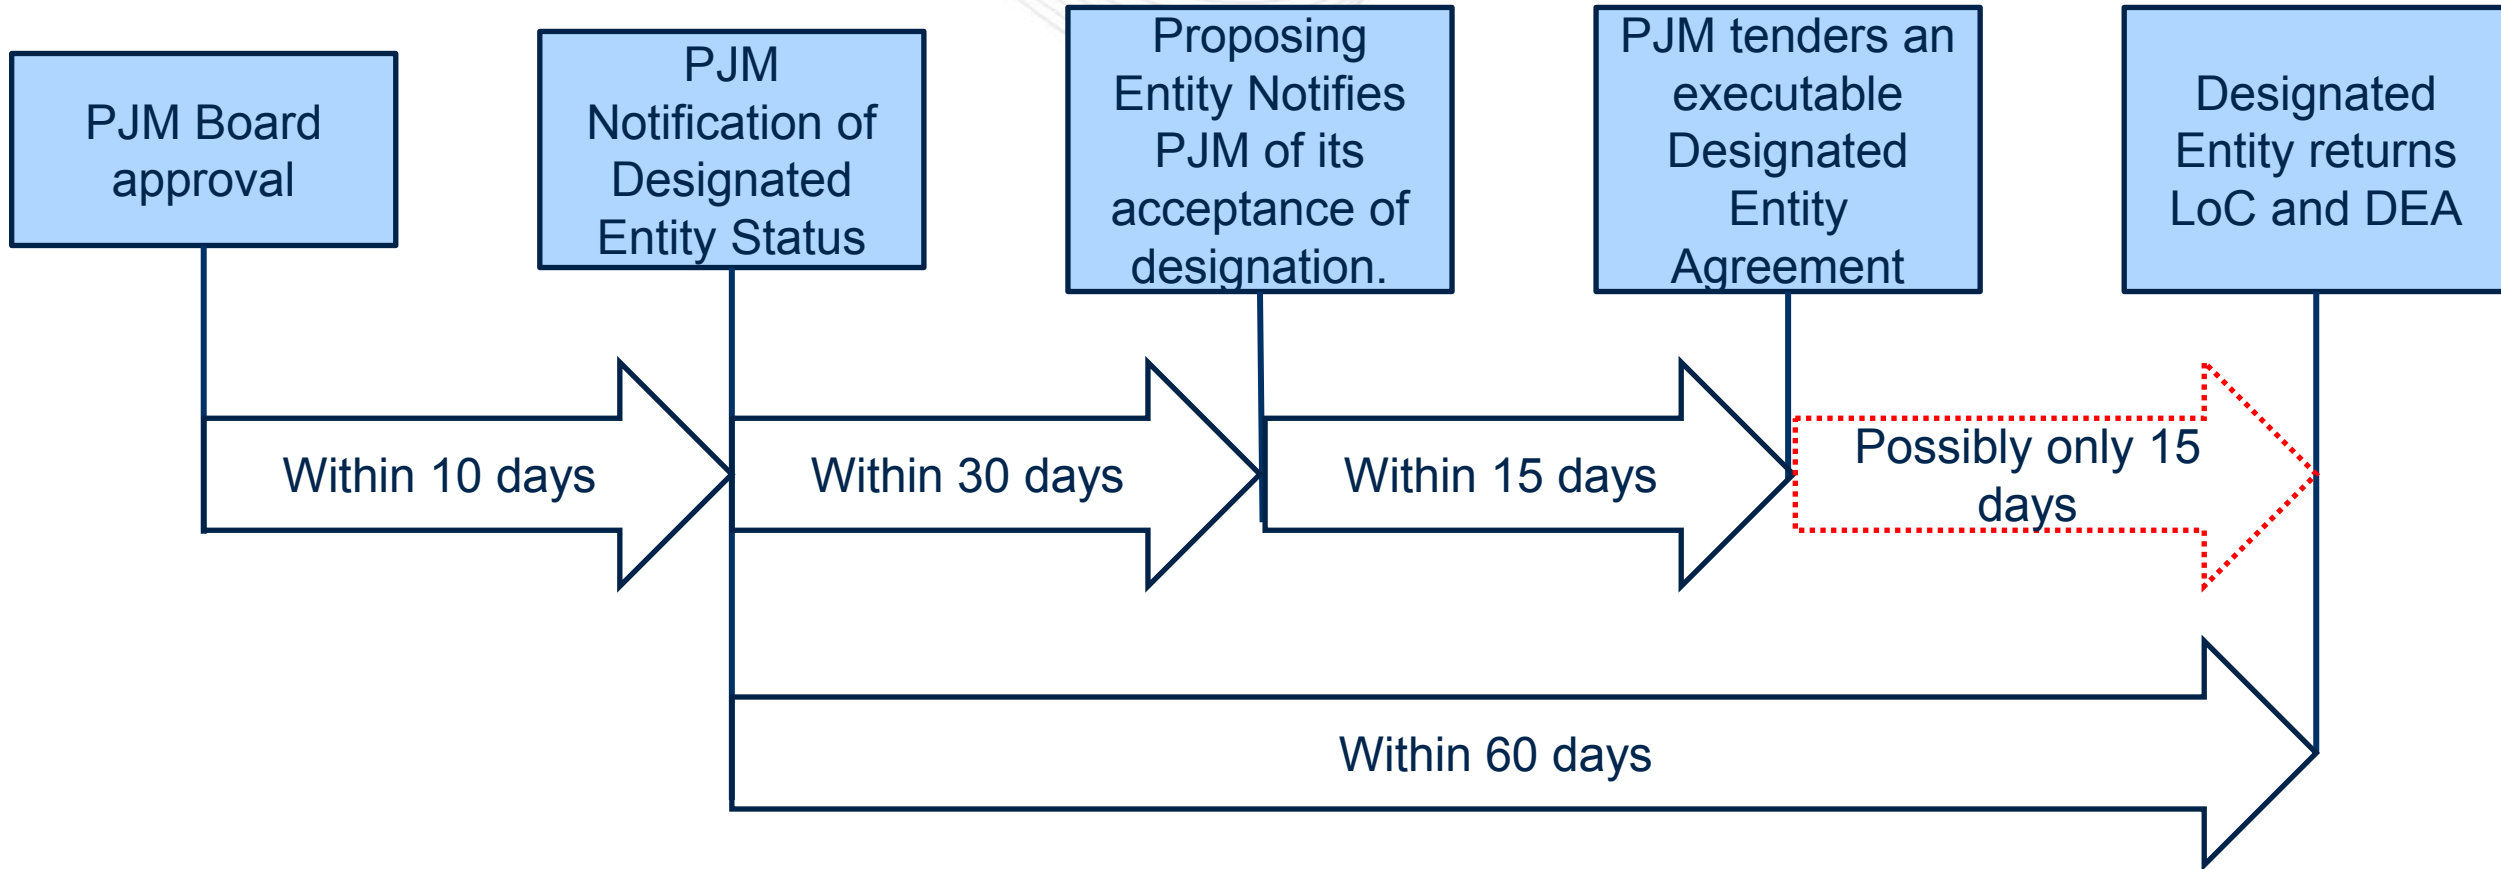 PJM Board
approval
PJM
Notification of
Designated
Entity Status
Proposing
Entity Notifies
PJM of its
acceptance of
designation.
PJM tenders an
executable
Designated
Entity
Agreement
Designated
Entity returns
LoC and DEA
Within 10 days
Within 30 days
Within 15 days
Possibly only 15
days
Within 60 days